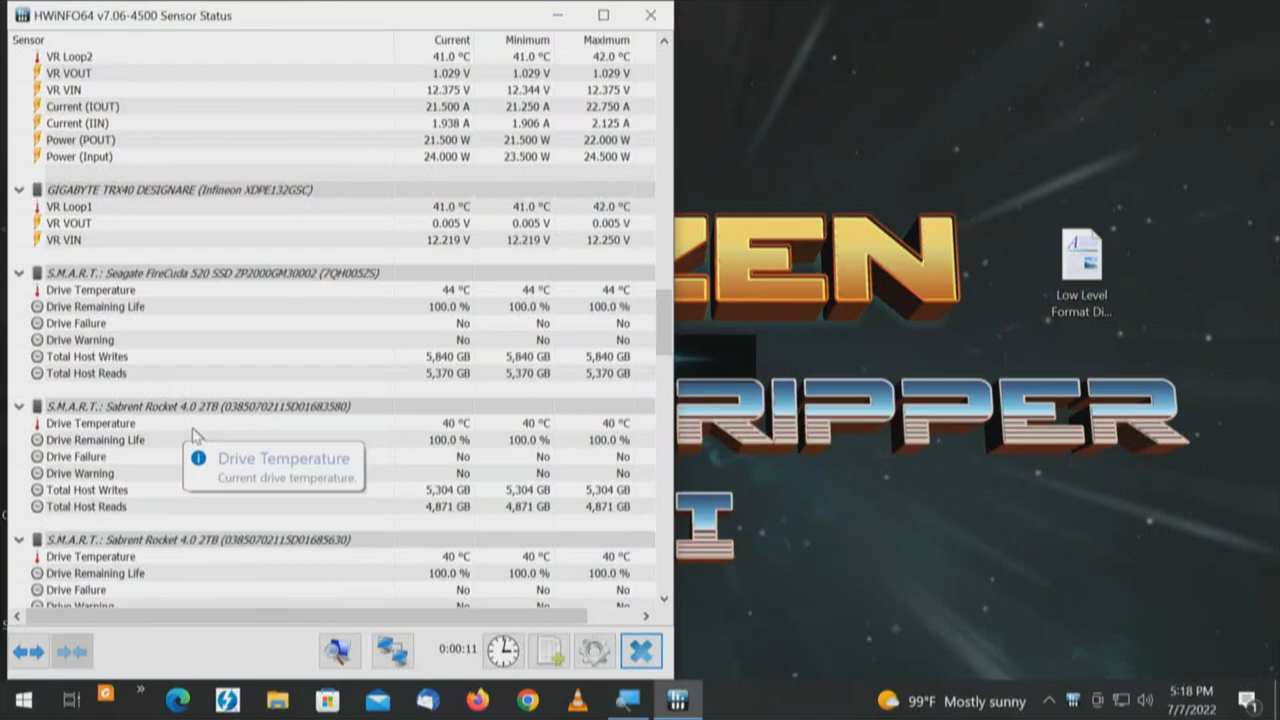 HWiNFO64 v7.06-4500 Sensor Status
Sensor Current Minimum Maximum
VR Loop2 41.0 °C 41.0 °C 42.0 °C
VR VOUT 1.029 V 1.029 V 1.029 V
VR VIN 12.375 V 12.344 V 12.375 V
Current (IOUT) 21.500 A 21.250 A 22.750 A
Current (IIN) 1.938 A 1.906 A 2.125 A
Power (POUT) 21.500 W 21.500 W 22.000 W
Power (Input) 24.000 W 23.500 W 24.500 W
GIGABYTE TRX40 DESIGNARE (Infineon XDPE132G5C)
VR Loop1 41.0 °C 41.0 °C 42.0 °C
VR VOUT 0.005 V 0.005 V 0.005 V
VR VIN 12.219 V 12.219 V 12.250 V
S.M.A.R.T.: Seagate FireCuda 520 SSD ZP2000GM30002 (7QH005ZS)
Drive Temperature 44 °C 44 °C 44 °C
Drive Remaining Life 100.0 % 100.0 % 100.0 %
Drive Failure No No No
Drive Warning No No No
Total Host Writes 5,840 GB 5,840 GB 5,840 GB
Total Host Reads 5,370 GB 5,370 GB 5,370 GB
S.M.A.R.T.: Sabrent Rocket 4.0 2TB (03850702115D01683580)
Drive Temperature 40 °C 40 °C 40 °C
Drive Remaining Life 100.0 % 100.0 % 100.0 %
Drive Failure No No
Drive Warning No No
Total Host Writes 5,304 GB 5,304 GB 5,304 GB
Total Host Reads 4,871 GB 4,871 GB 4,871 GB
Drive Temperature
Current drive temperature.
S.M.A.R.T.: Sabrent Rocket 4.0 2TB (03850702115D01685630)
Drive Temperature 40 °C 40 °C 40 °C
Drive Remaining Life 100.0 % 100.0 % 100.0 %
Drive Failure No No No
Drive Warning No No No
0:00:11
ZEN
RIPPER
I
Low Level
Format Di...
99°F Mostly sunny
5:18 PM
7/7/2022
1